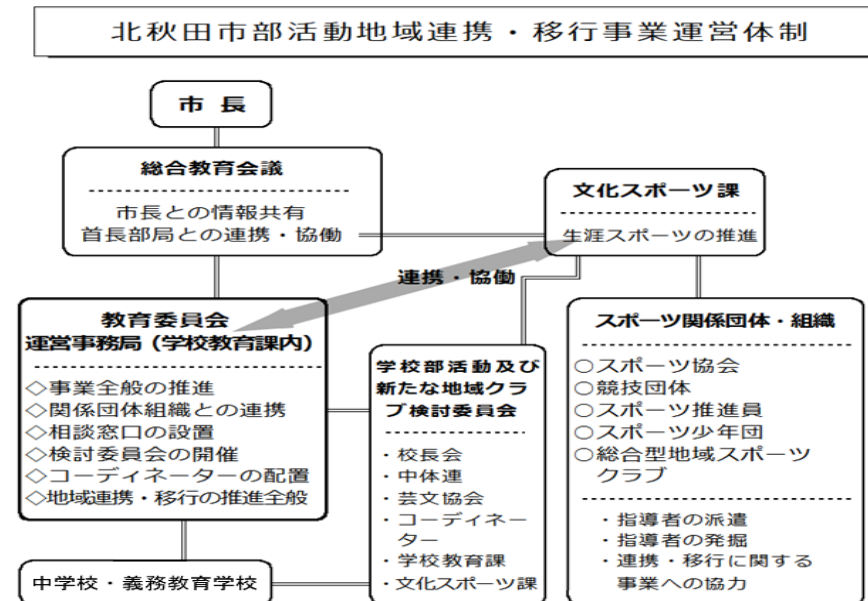 北秋田市部活動地域連携・移行事業運営体制
市 長
総合教育会議
市長との情報共有
首長部局との連携・協働
文化スポーツ課
生涯スポーツの推進
連携・協働
教育委員会
運営事務局（学校教育課内）
◇事業全般の推進
◇関係団体組織との連携
◇相談窓口の設置
◇検討委員会の開催
◇コーディネーターの配置
◇地域連携・移行の推進全般
学校部活動及び
新たな地域クラ
ブ検討委員会
・校長会
・中体連
・芸文協会
・コーディネー
ター
・学校教育課
・文化スポーツ課
スポーツ関係団体・組織
○スポーツ協会
○競技団体
○スポーツ推進員
○スポーツ少年団
○総合型地域スポーツ
クラブ
・指導者の派遣
・指導者の発掘
・連携・移行に関する
事業への協力
中学校・義務教育学校